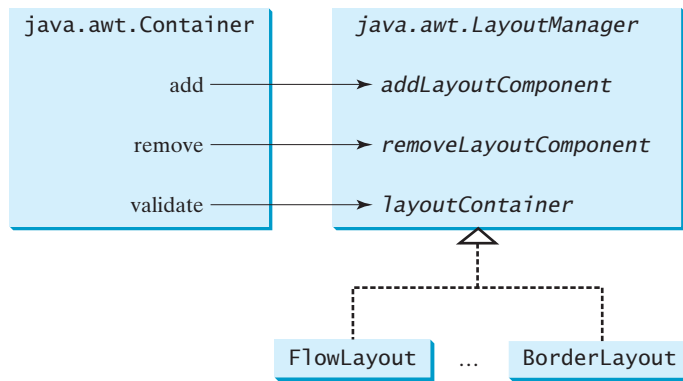 java.awt.Container
java.awt.LayoutManager
add
addLayoutComponent
remove
removeLayoutComponent
validate
layoutContainer
FlowLayout
...
BorderLayout